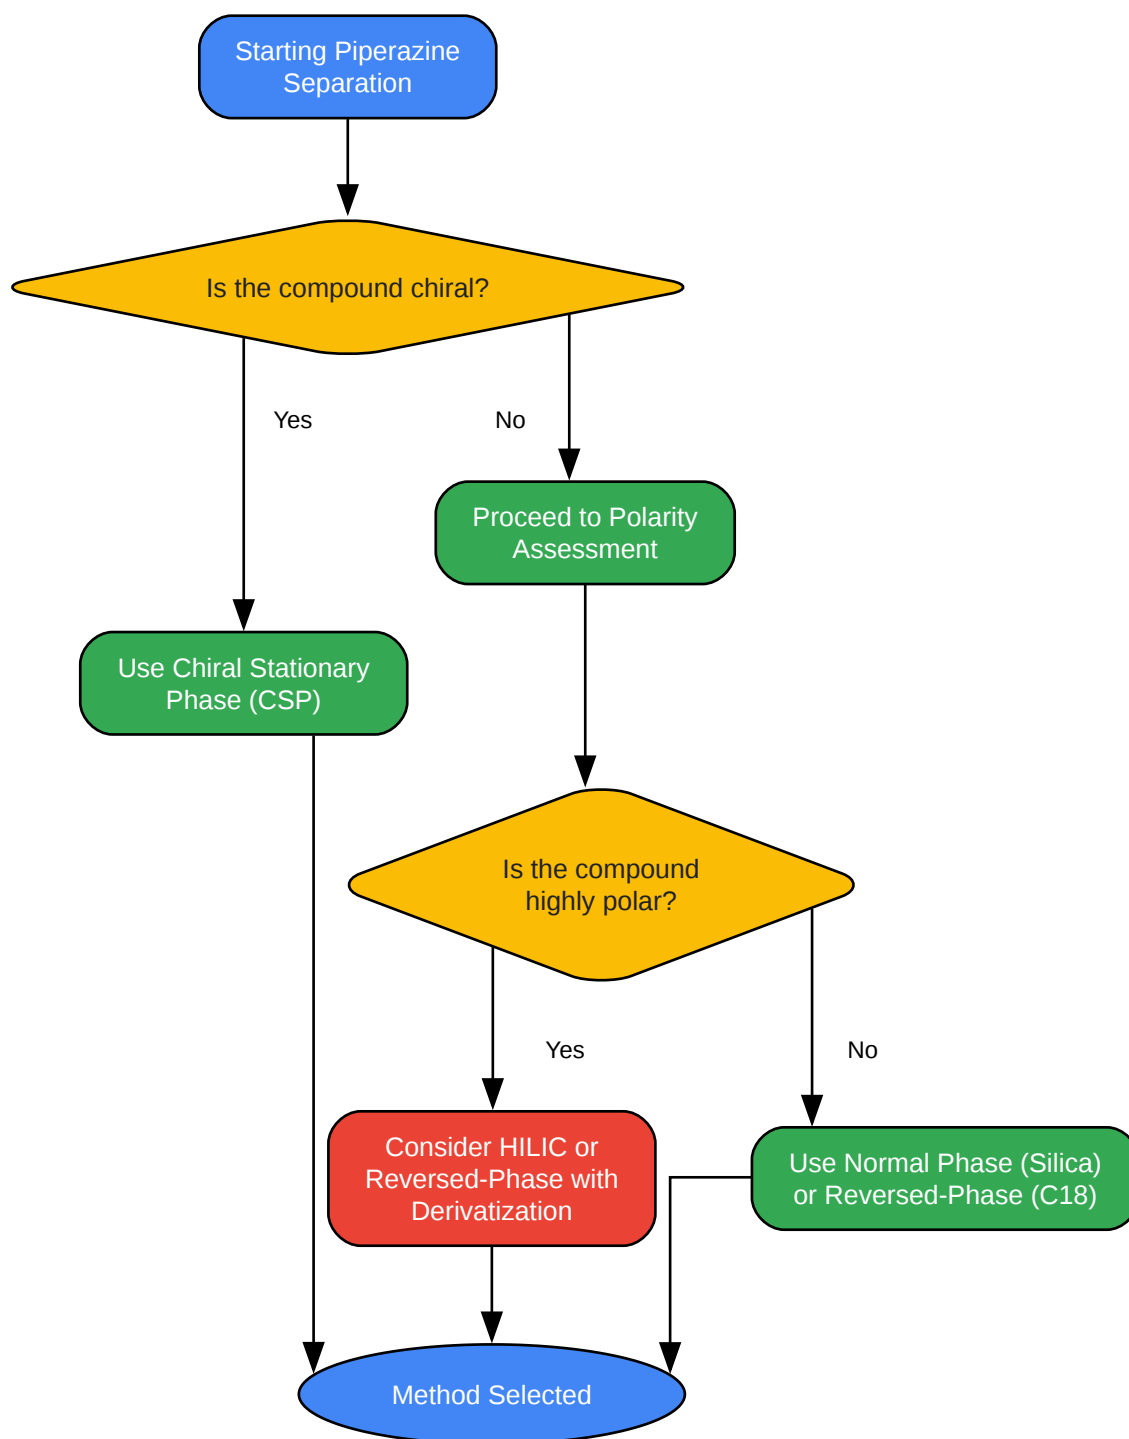 Starting Piperazine
Separation
Is the compound chiral?
Yes
No
Proceed to Polarity
Assessment
Use Chiral Stationary
Phase (CSP)
Is the compound
highly polar?
Yes
No
Consider HILIC or
Reversed-Phase with
Derivatization
Use Normal Phase (Silica)
or Reversed-Phase (C18)
Method Selected